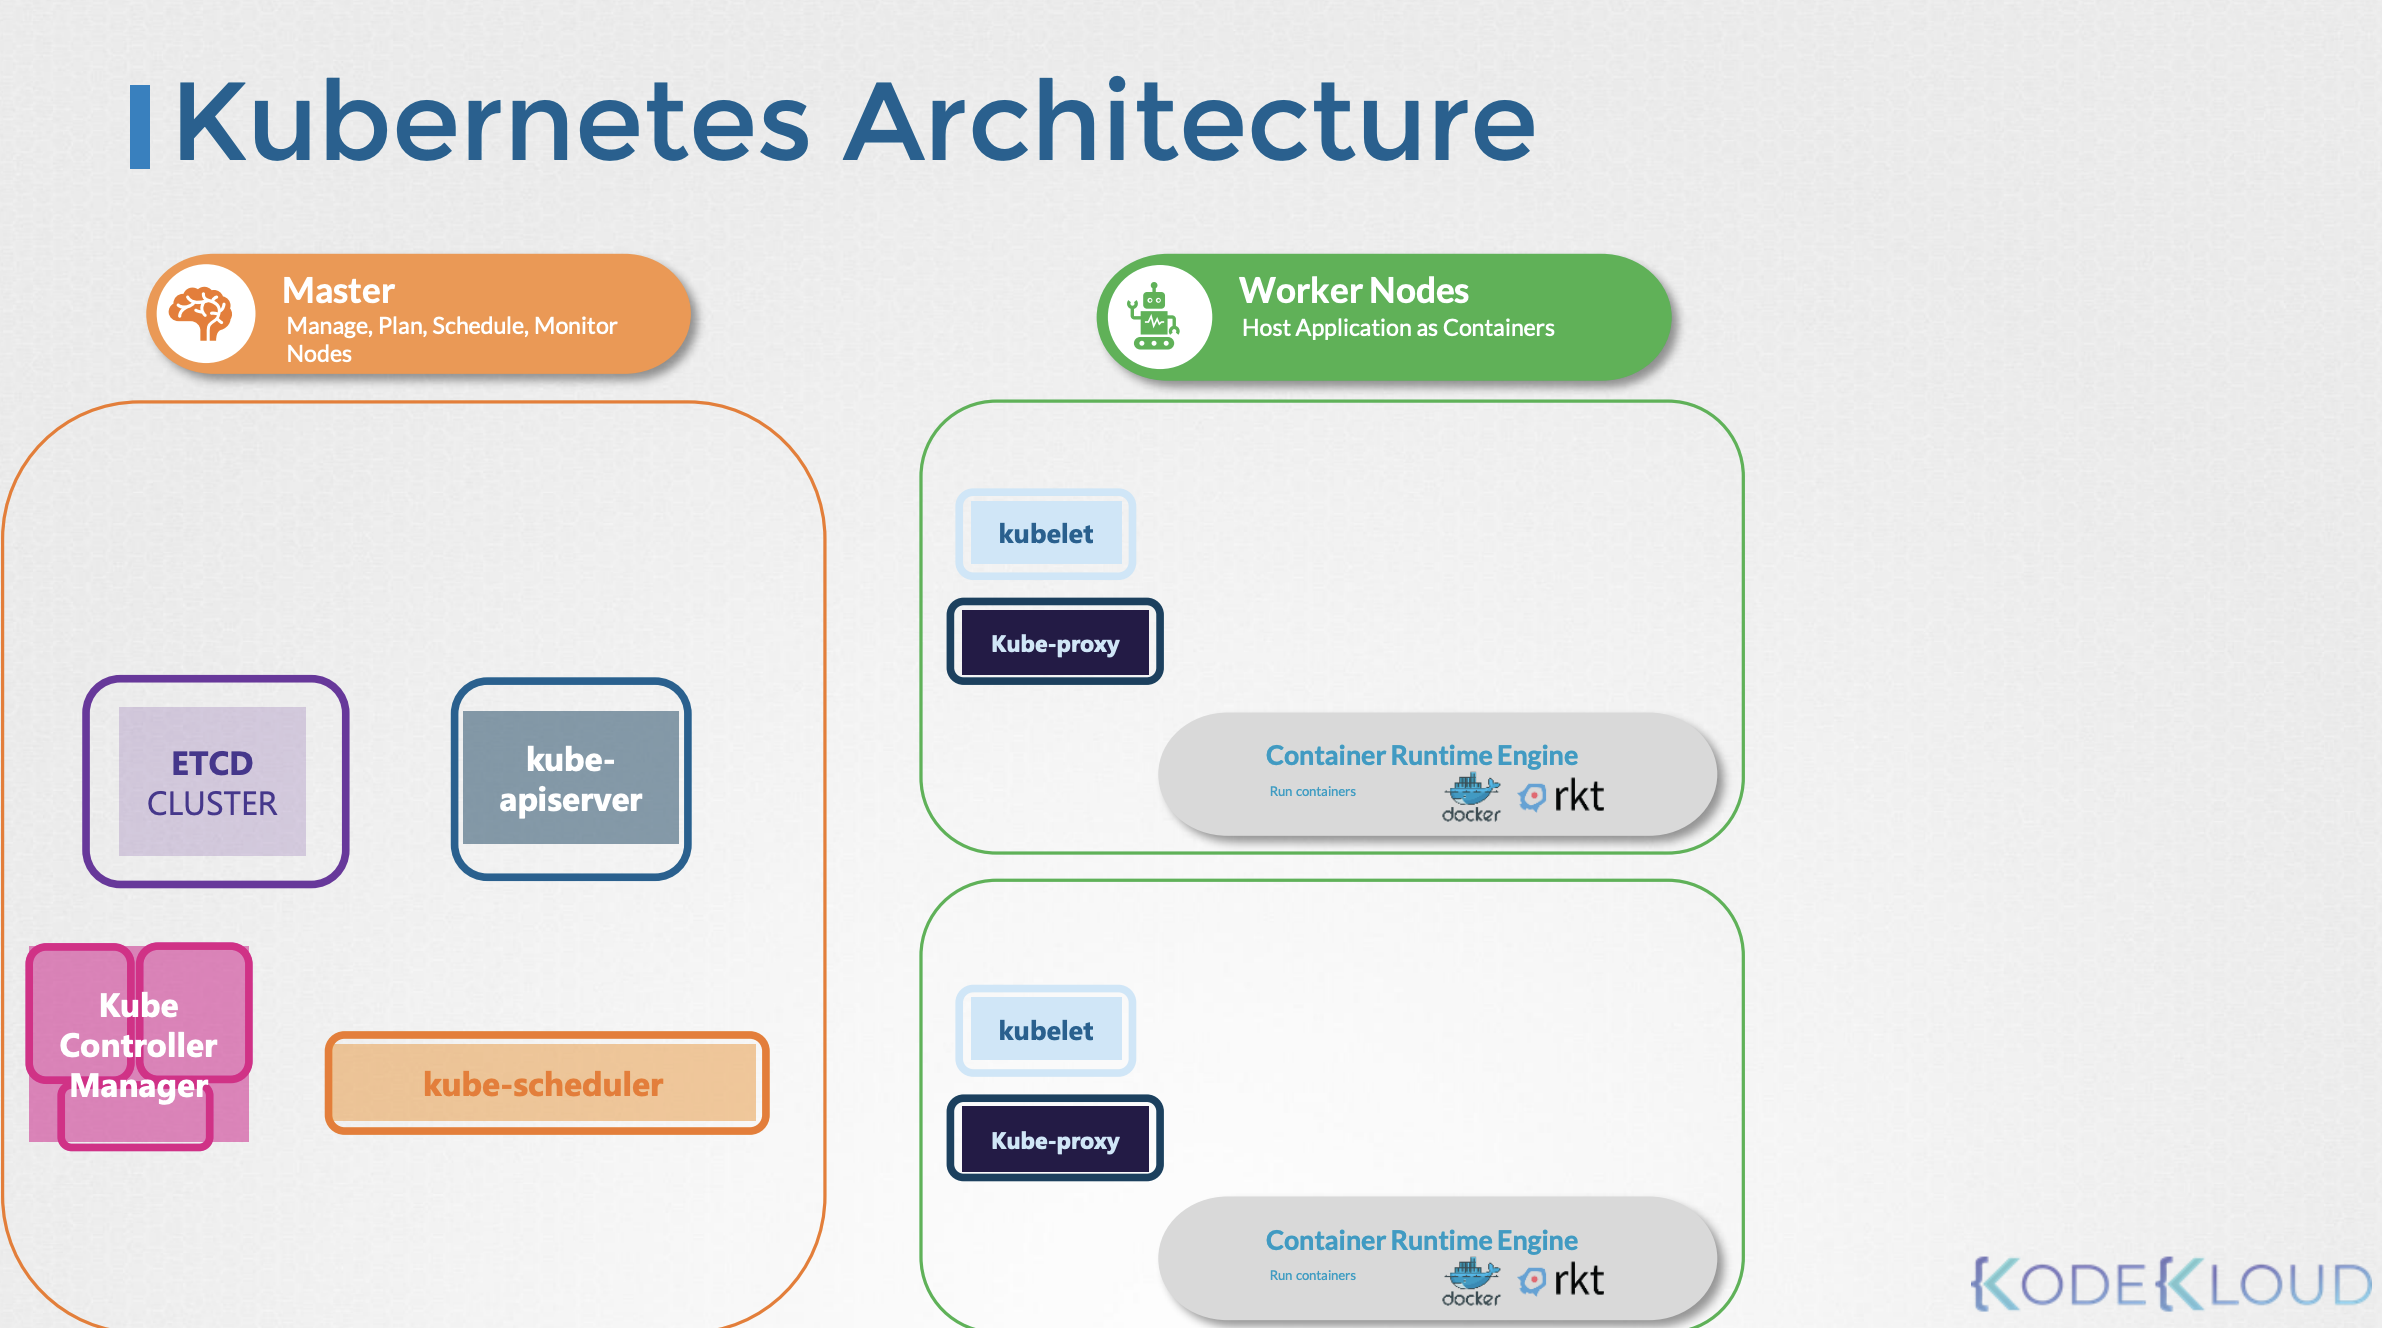 Kubernetes Architecture
Master
Manage, Plan, Schedule, Monitor
Nodes
Worker Nodes
Host Application as Containers
ETCD
CLUSTER
kube-
apiserver
Kube
Controller
Manager
kube-scheduler
kubelet
Kube-proxy
Container Runtime Engine
Run containers
docker
rkt
kubelet
Kube-proxy
Container Runtime Engine
Run containers
docker
rkt
KODEKLOUD